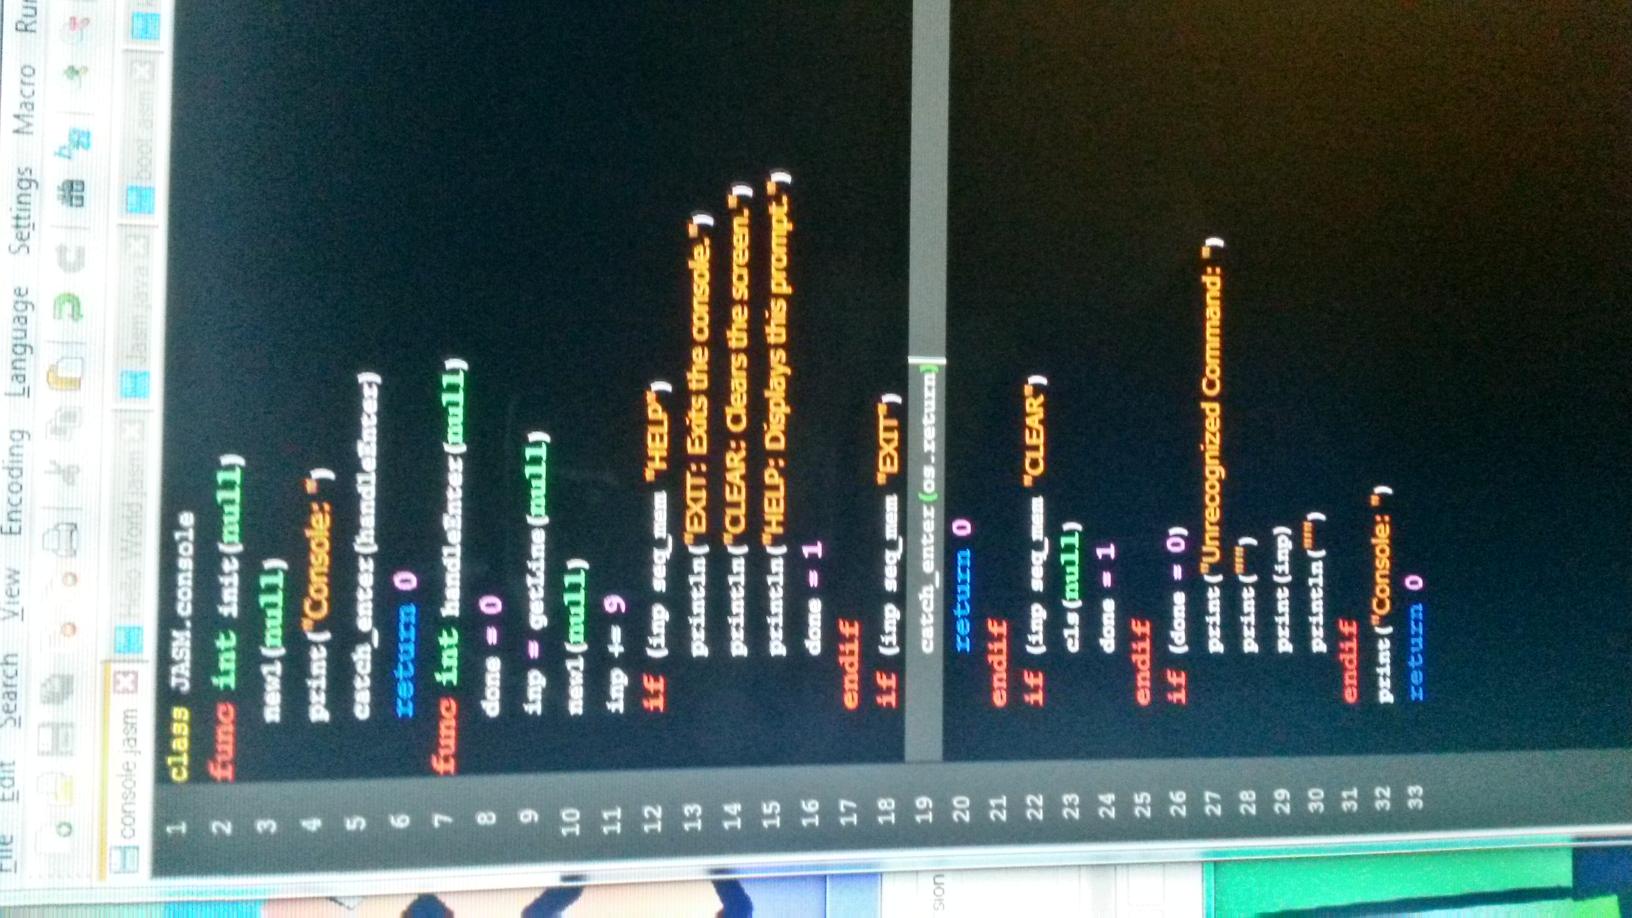 File Edit Search View Encoding Language Settings Macro Run
console.jasm Hello World.jasm Jasm.java boot.asm
1 class JASM.console
2 func int init(null)
3 newl(null)
4 print("Console: ")
5 catch_enter(handleEnter)
6 return 0
7 func int handleEnter(null)
8 done = 0
9 inp = getLine(null)
10 newl(null)
11 inp += 9
12 if (inp seq_mem "HELP")
13 println("EXIT: Exits the console.")
14 println("CLEAR: Clears the screen.")
15 println("HELP: Displays this prompt.")
16 done = 1
17 endif
18 if (inp seq_mem "EXIT")
19 catch_enter(os.return)
20 return 0
21 endif
22 if (inp seq_mem "CLEAR")
23 cls(null)
24 done = 1
25 endif
26 if (done = 0)
27 print("Unrecognized Command: ")
28 print("'")
29 print(inp)
30 println("'")
31 endif
32 print("Console: ")
33 return 0
sion